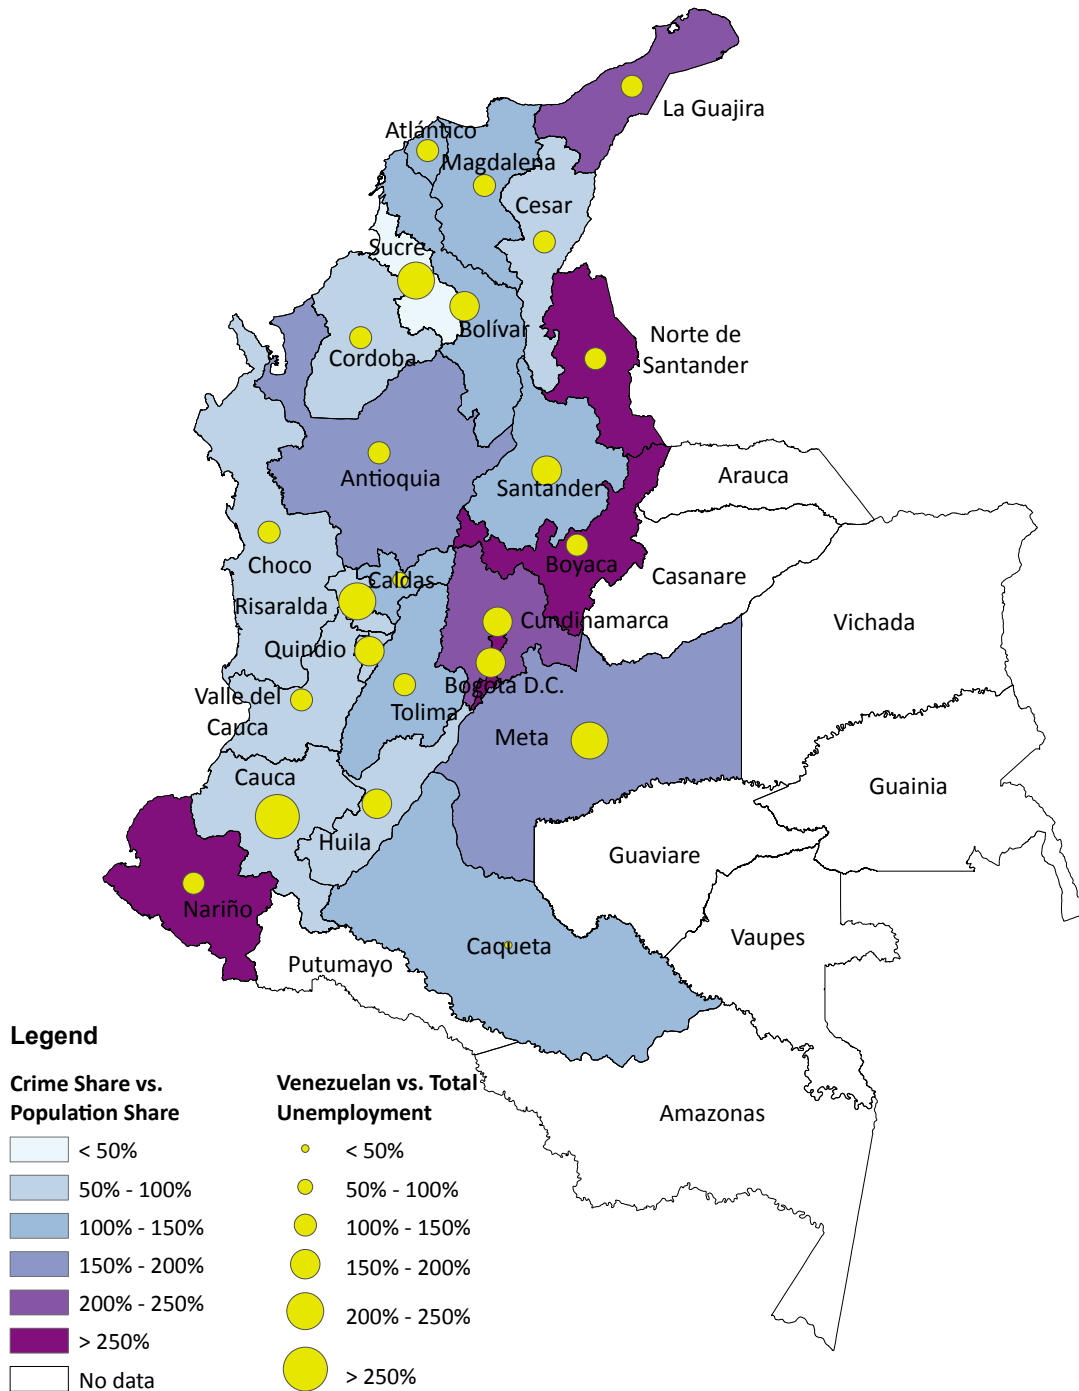 La Guajira
Atlántico
Magdalena
Cesar
Sucre
Bolívar
Cordoba
Norte de
Santander
Antioquia
Santander
Arauca
Choco
Caldas
Boyaca
Casanare
Risaralda
Cundinamarca
Vichada
Quindio
Bogotá D.C.
Valle del
Cauca
Tolima
Meta
Cauca
Guainia
Huila
Guaviare
Nariño
Vaupes
Caqueta
Putumayo
Amazonas
Legend
Crime Share vs.
Population Share
< 50%
50% - 100%
100% - 150%
150% - 200%
200% - 250%
> 250%
No data
Venezuelan vs. Total
Unemployment
< 50%
50% - 100%
100% - 150%
150% - 200%
200% - 250%
> 250%